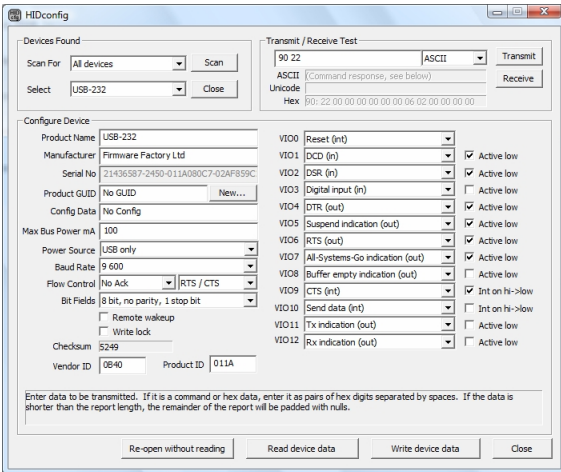 HIDconfig
Devices Found
Scan For All devices Scan
Select USB-232 Close
Transmit / Receive Test
90 22 ASCII Transmit
ASCII (Command response, see below) Receive
Unicode
Hex 90: 22 00 00 00 00 00 00 06 02 00 00 00 00
Configure Device
Product Name USB-232
Manufacturer Firmware Factory Ltd
Serial No 21436587-2450-011A080C7-02AF859C
Product GUID No GUID New...
Config Data No Config
Max Bus Power mA 100
Power Source USB only
Baud Rate 9 600
Flow Control No Ack RTS / CTS
Bit Fields 8 bit, no parity, 1 stop bit
Remote wakeup
Write lock
Checksum 5249
Vendor ID 0B40 Product ID 011A
VIO0 Reset (int)
VIO1 DCD (in) Active low
VIO2 DSR (in) Active low
VIO3 Digital input (in) Active low
VIO4 DTR (out) Active low
VIO5 Suspend indication (out) Active low
VIO6 RTS (out) Active low
VIO7 All-Systems-Go indication (out) Active low
VIO8 Buffer empty indication (out) Active low
VIO9 CTS (int) Int on hi->low
VIO10 Send data (int) Int on hi->low
VIO11 Tx indication (out) Active low
VIO12 Rx indication (out) Active low
Enter data to be transmitted. If it is a command or hex data, enter it as pairs of hex digits separated by spaces. If the data is
shorter than the report length, the remainder of the report will be padded with nulls.
Re-open without reading Read device data Write device data Close